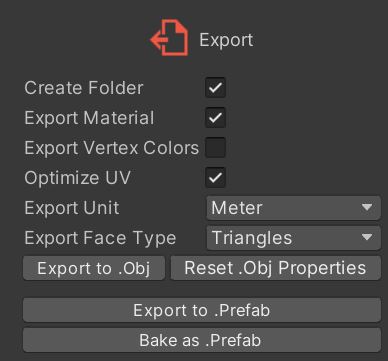 Export
Create Folder
Export Material
Export Vertex Colors
Optimize UV
Export Unit Meter
Export Face Type Triangles
Export to .Obj Reset .Obj Properties
Export to .Prefab
Bake as .Prefab